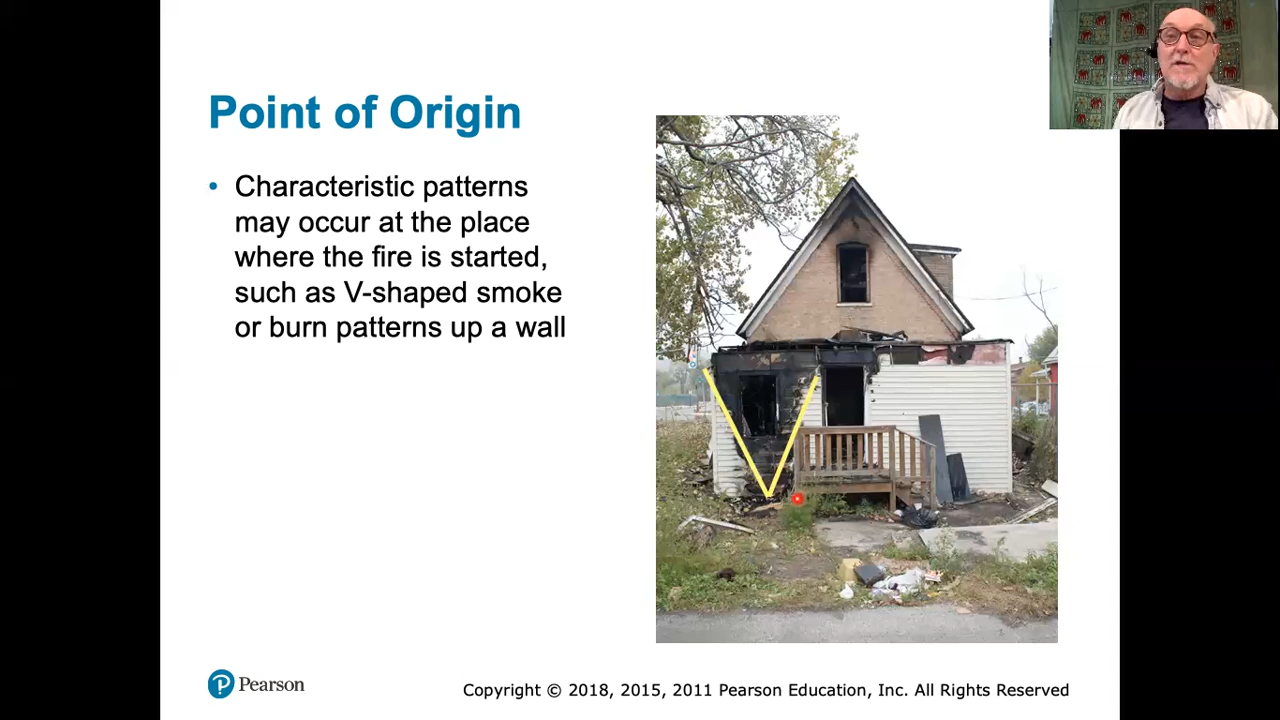 Point of Origin
• Characteristic patterns
may occur at the place
where the fire is started,
such as V-shaped smoke
or burn patterns up a wall
Pearson
Copyright © 2018, 2015, 2011 Pearson Education, Inc. All Rights Reserved